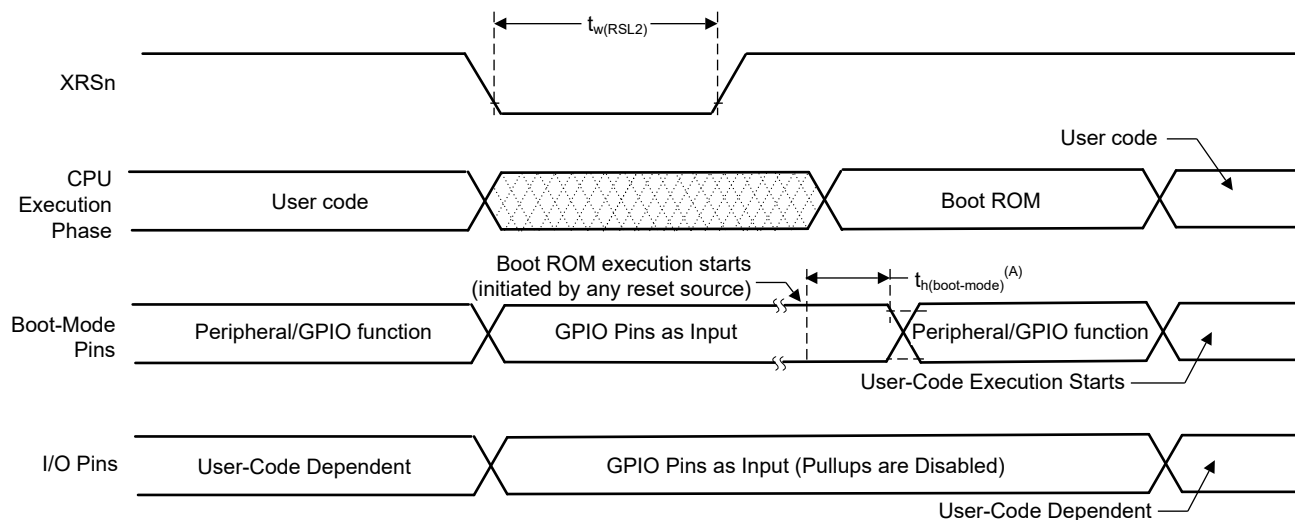 tw(RSL2)
XRSn
User code
CPU
Execution
Phase
User code
Boot ROM
Boot ROM execution starts
(initiated by any reset source)
th(boot-mode)(A)
Boot-Mode
Pins
Peripheral/GPIO function
GPIO Pins as Input
Peripheral/GPIO function
User-Code Execution Starts
I/O Pins
User-Code Dependent
GPIO Pins as Input (Pullups are Disabled)
User-Code Dependent